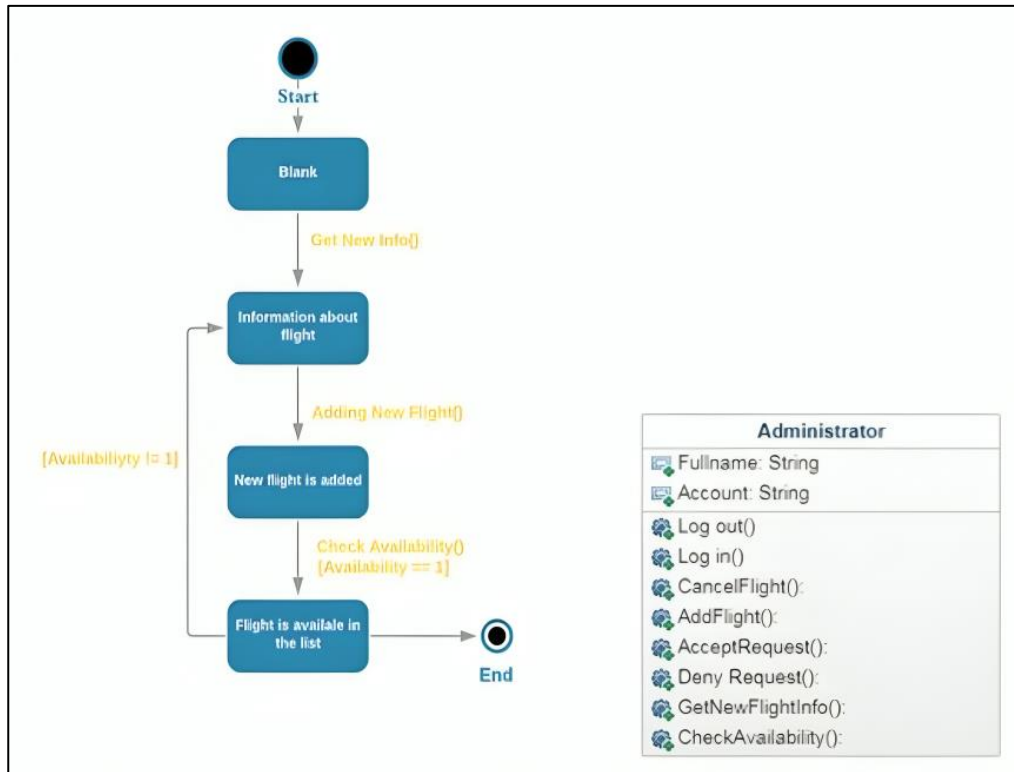 Start
Blank
Get New Info()
Information about
flight
Adding New Flight()
[Availabiliyty != 1]
New flight is added
Check Availability()
[Availability == 1]
Flight is availale in
the list
End
Administrator
Fullname: String
Account: String
Log out()
Log in()
CancelFlight():
AddFlight():
AcceptRequest():
Deny Request():
GetNewFlightInfo():
CheckAvailability():